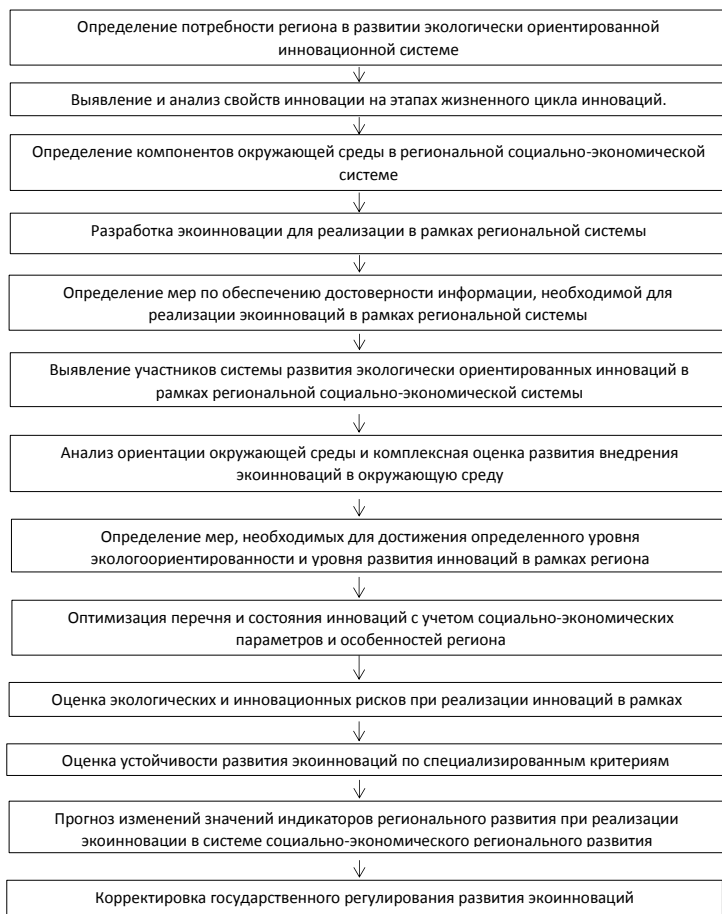 Определение потребности региона в развитии экологически ориентированной
инновационной системе
Выявление и анализ свойств инновации на этапах жизненного цикла инноваций.
Определение компонентов окружающей среды в региональной социально-экономической
системе
Разработка экоинновации для реализации в рамках региональной системы
Определение мер по обеспечению достоверности информации, необходимой для
реализации экоинноваций в рамках региональной системы
Выявление участников системы развития экологически ориентированных инноваций в
рамках региональной социально-экономической системы
Анализ ориентации окружающей среды и комплексная оценка развития внедрения
экоинноваций в окружающую среду
Определение мер, необходимых для достижения определенного уровня
экологоориентированности и уровня развития инноваций в рамках региона
Оптимизация перечня и состояния инноваций с учетом социально-экономических
параметров и особенностей региона
Оценка экологических и инновационных рисков при реализации инноваций в рамках
Оценка устойчивости развития экоинноваций по специализированным критериям
Прогноз изменений значений индикаторов регионального развития при реализации
экоинновации в системе социально-экономического регионального развития
Корректировка государственного регулирования развития экоинноваций